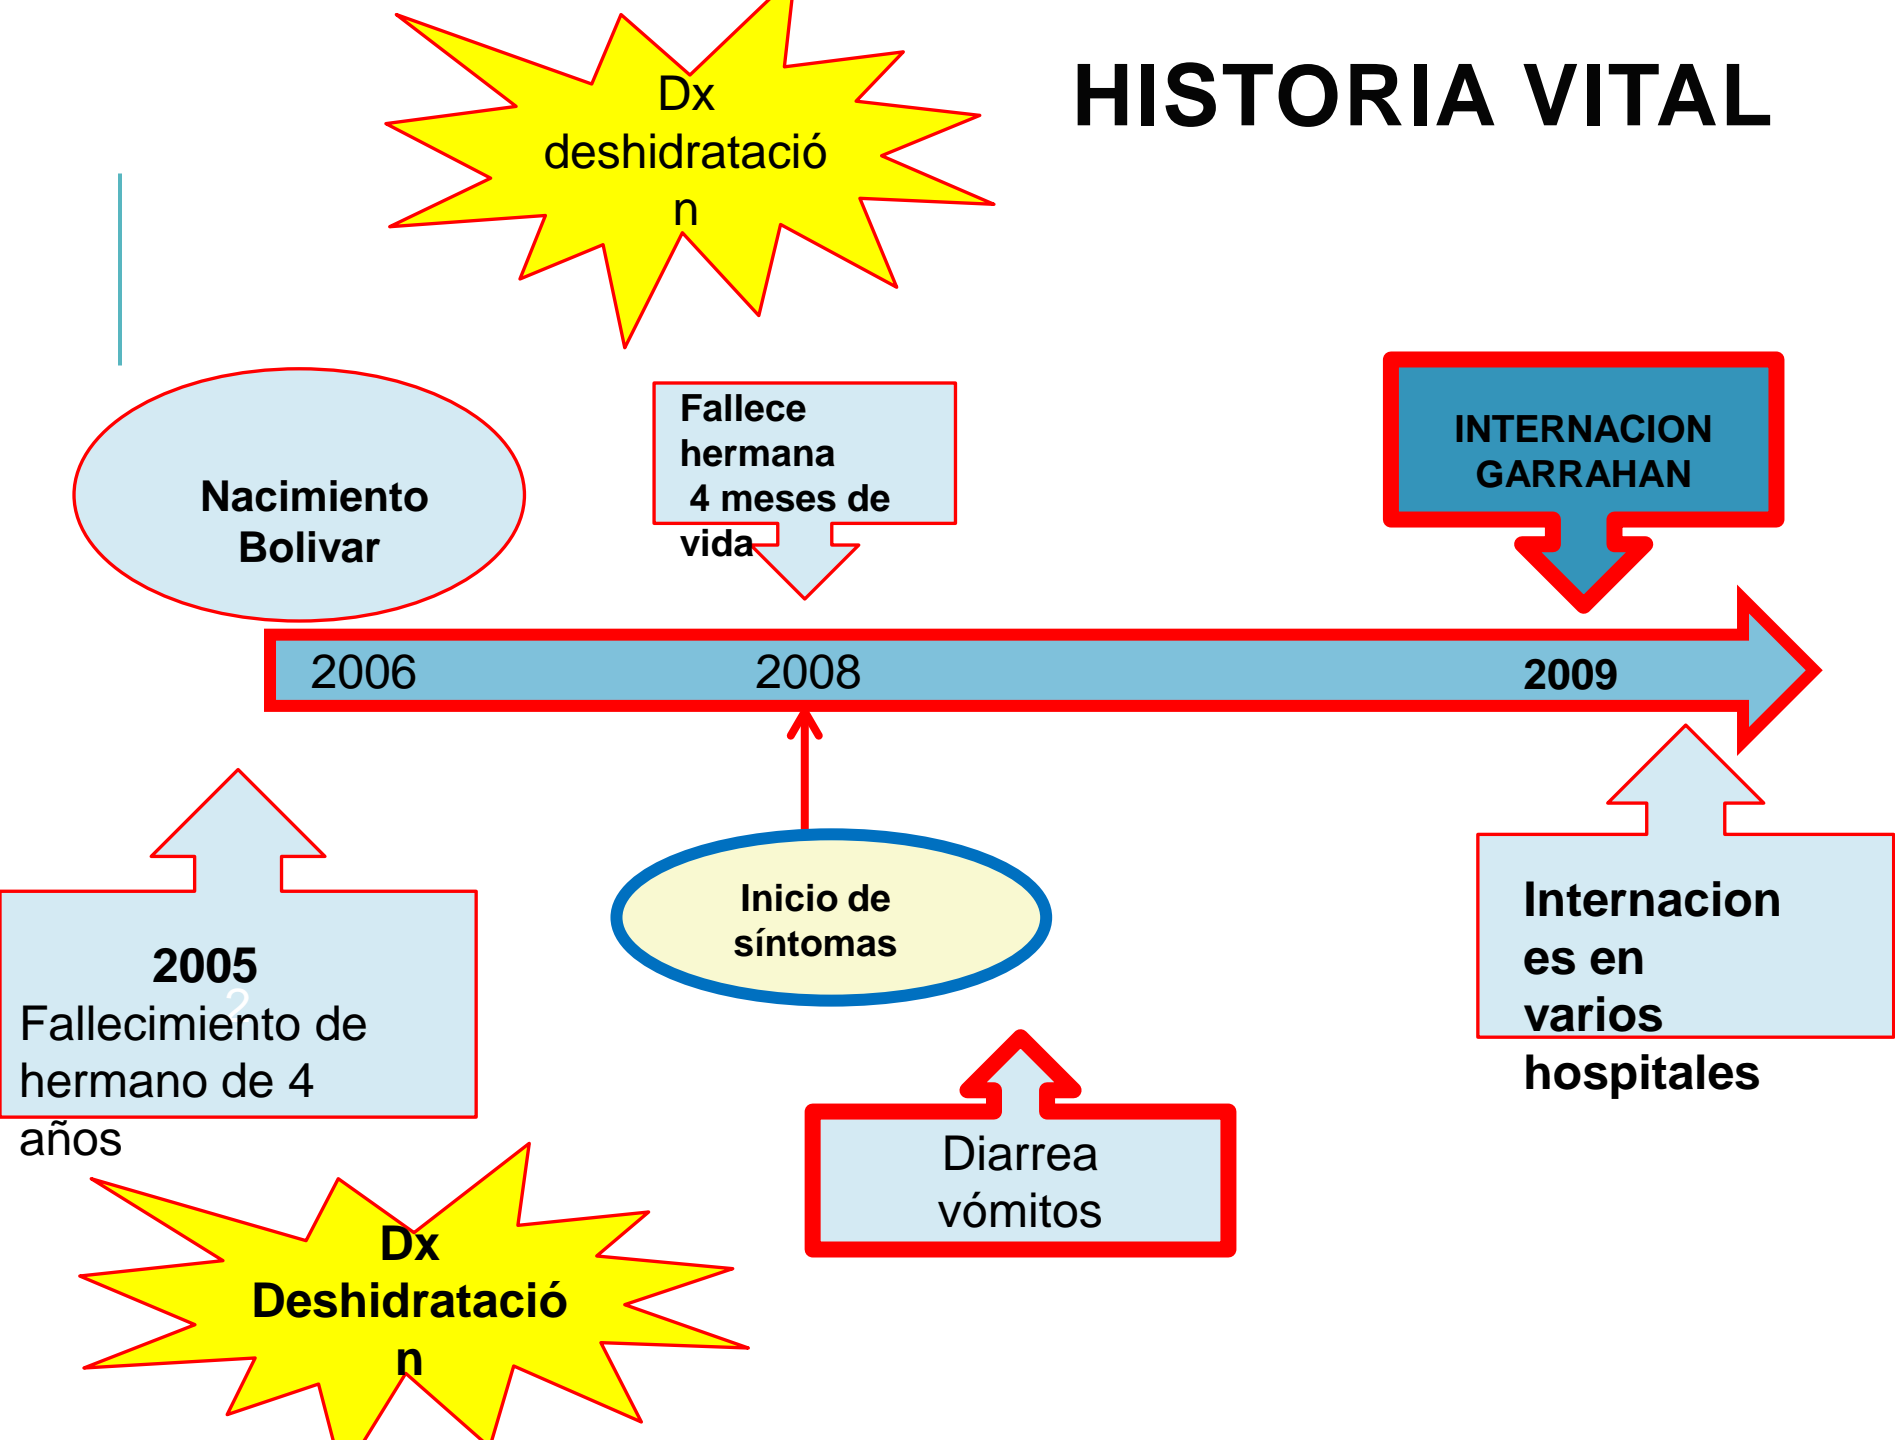 HISTORIA VITAL
Dx
deshidratació
n
Nacimiento
Bolivar
Fallece
hermana
4 meses de
vida
INTERNACION
GARRAHAN
2006
2008
2009
2005
2
Fallecimiento de
hermano de 4
años
Inicio de
síntomas
Internacion
es en
varios
hospitales
Diarrea
vómitos
Dx
Deshidratació
n